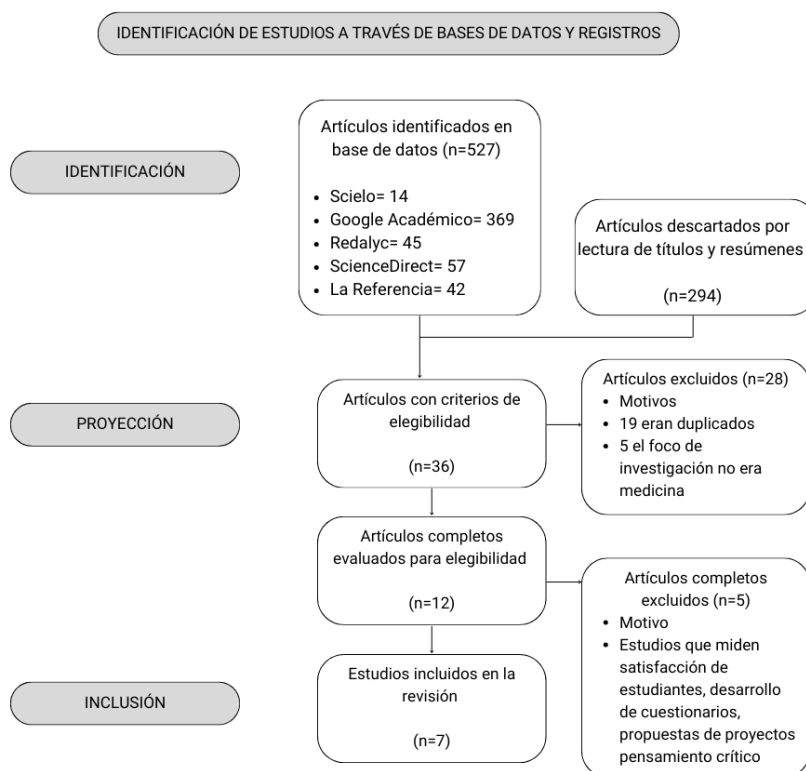 IDENTIFICACIÓN DE ESTUDIOS A TRAVÉS DE BASES DE DATOS Y REGISTROS
IDENTIFICACIÓN
Artículos identificados en
base de datos (n=527)
• Scielo= 14
• Google Académico= 369
• Redalyc= 45
• ScienceDirect= 57
• La Referencia= 42
Artículos descartados por
lectura de títulos y resúmenes
(n=294)
PROYECCIÓN
Artículos con criterios de
elegibilidad
(n=36)
Artículos excluidos (n=28)
• Motivos
• 19 eran duplicados
• 5 el foco de
investigación no era
medicina
Artículos completos
evaluados para elegibilidad
(n=12)
Artículos completos
excluidos (n=5)
• Motivo
• Estudios que miden
satisfacción de
estudiantes, desarrollo
de cuestionarios,
propuestas de proyectos
pensamiento crítico
INCLUSIÓN
Estudios incluidos en la
revisión
(n=7)